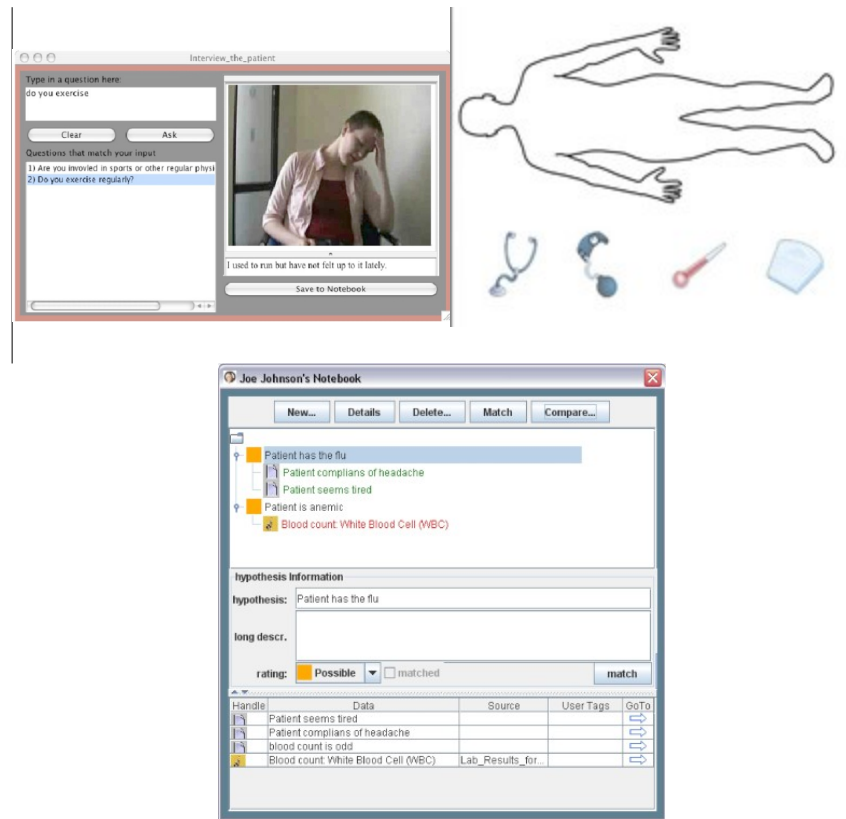 Interview_the_patient
Type in a question here:
do you exercise
Clear Ask
Questions that match your input
1) Are you invovled in sports or other regular physi
2) Do you exercise regularly?
I used to run but have not felt up to it lately.
Save to Notebook
Joe Johnson's Notebook
New... Details Delete... Match Compare...
Patient has the flu
Patient complians of headache
Patient seems tired
Patient is anemic
Blood count: White Blood Cell (WBC)
hypothesis Information
hypothesis: Patient has the flu
long descr.
rating: Possible matched match
Handle Data Source User Tags GoTo
Patient seems tired
Patient complians of headache
blood count is odd
Blood count: White Blood Cell (WBC) Lab_Results_for...